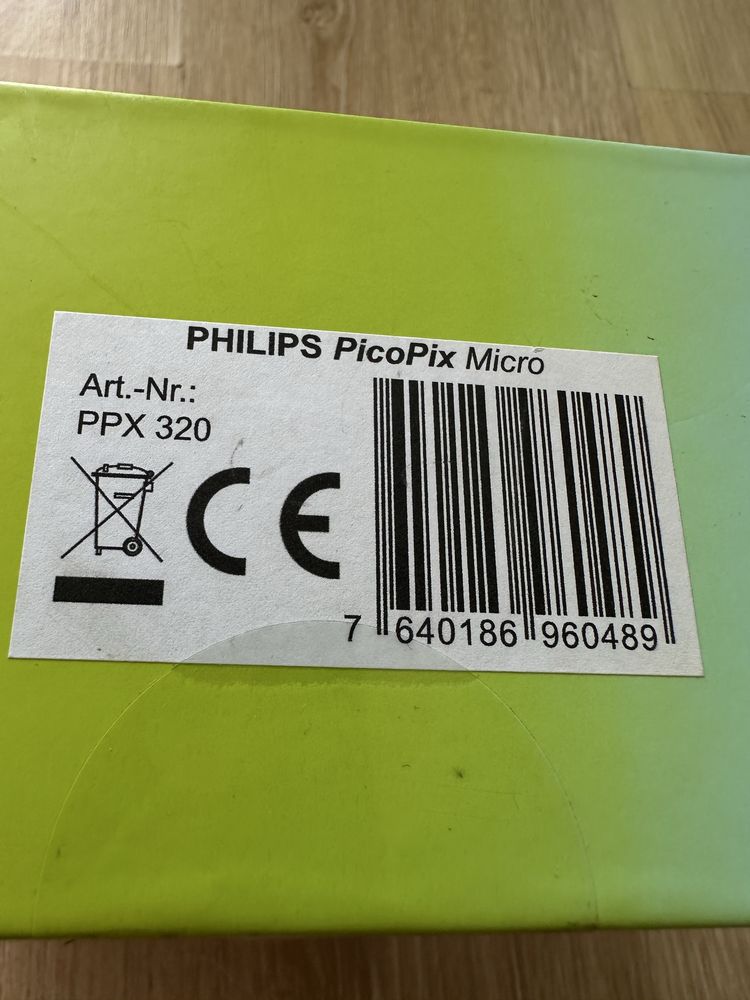 PHILIPS PicoPix Micro
Art.-Nr.:
PPX 320
CE
7 640186 960489